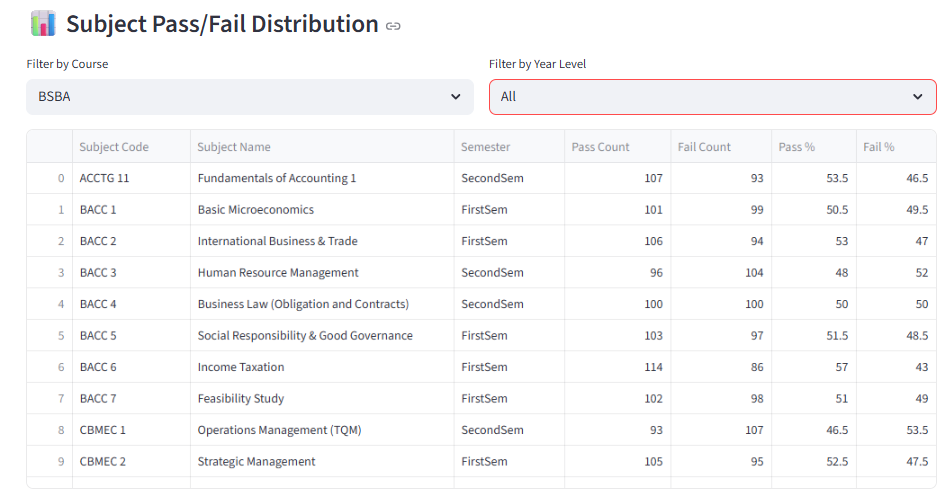 Subject Pass/Fail Distribution
Filter by Course
Filter by Year Level
BSBA
All
Subject Code Subject Name Semester Pass Count Fail Count Pass % Fail %
0 ACCTG 11 Fundamentals of Accounting 1 SecondSem 107 93 53.5 46.5
1 BACC 1 Basic Microeconomics FirstSem 101 99 50.5 49.5
2 BACC 2 International Business & Trade FirstSem 106 94 53 47
3 BACC 3 Human Resource Management SecondSem 96 104 48 52
4 BACC 4 Business Law (Obligation and Contracts) SecondSem 100 100 50 50
5 BACC 5 Social Responsibility & Good Governance FirstSem 103 97 51.5 48.5
6 BACC 6 Income Taxation FirstSem 114 86 57 43
7 BACC 7 Feasibility Study FirstSem 102 98 51 49
8 CBMEC 1 Operations Management (TQM) SecondSem 93 107 46.5 53.5
9 CBMEC 2 Strategic Management FirstSem 105 95 52.5 47.5